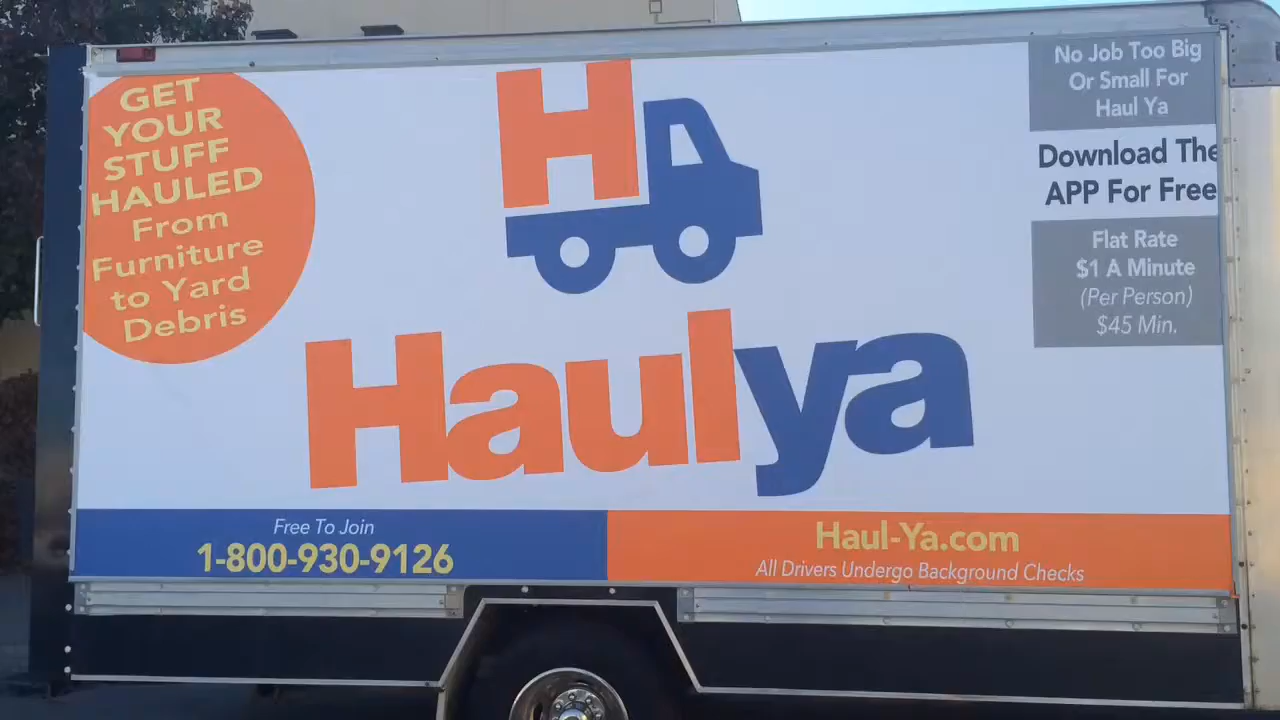 GET
YOUR
STUFF
HAULED
From
Furniture
to Yard
Debris
H
Haulya
No Job Too Big
Or Small For
Haul Ya
Download The
APP For Free
Flat Rate
$1 A Minute
(Per Person)
$45 Min.
Free To Join
1-800-930-9126
Haul-Ya.com
All Drivers Undergo Background Checks